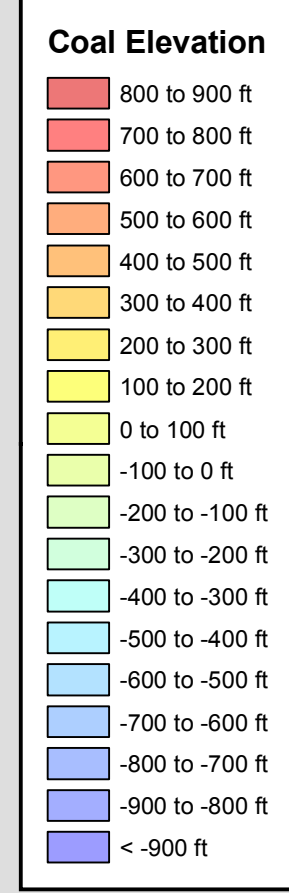 Coal Elevation
800 to 900 ft
700 to 800 ft
600 to 700 ft
500 to 600 ft
400 to 500 ft
300 to 400 ft
200 to 300 ft
100 to 200 ft
0 to 100 ft
-100 to 0 ft
-200 to -100 ft
-300 to -200 ft
-400 to -300 ft
-500 to -400 ft
-600 to -500 ft
-700 to -600 ft
-800 to -700 ft
-900 to -800 ft
< -900 ft